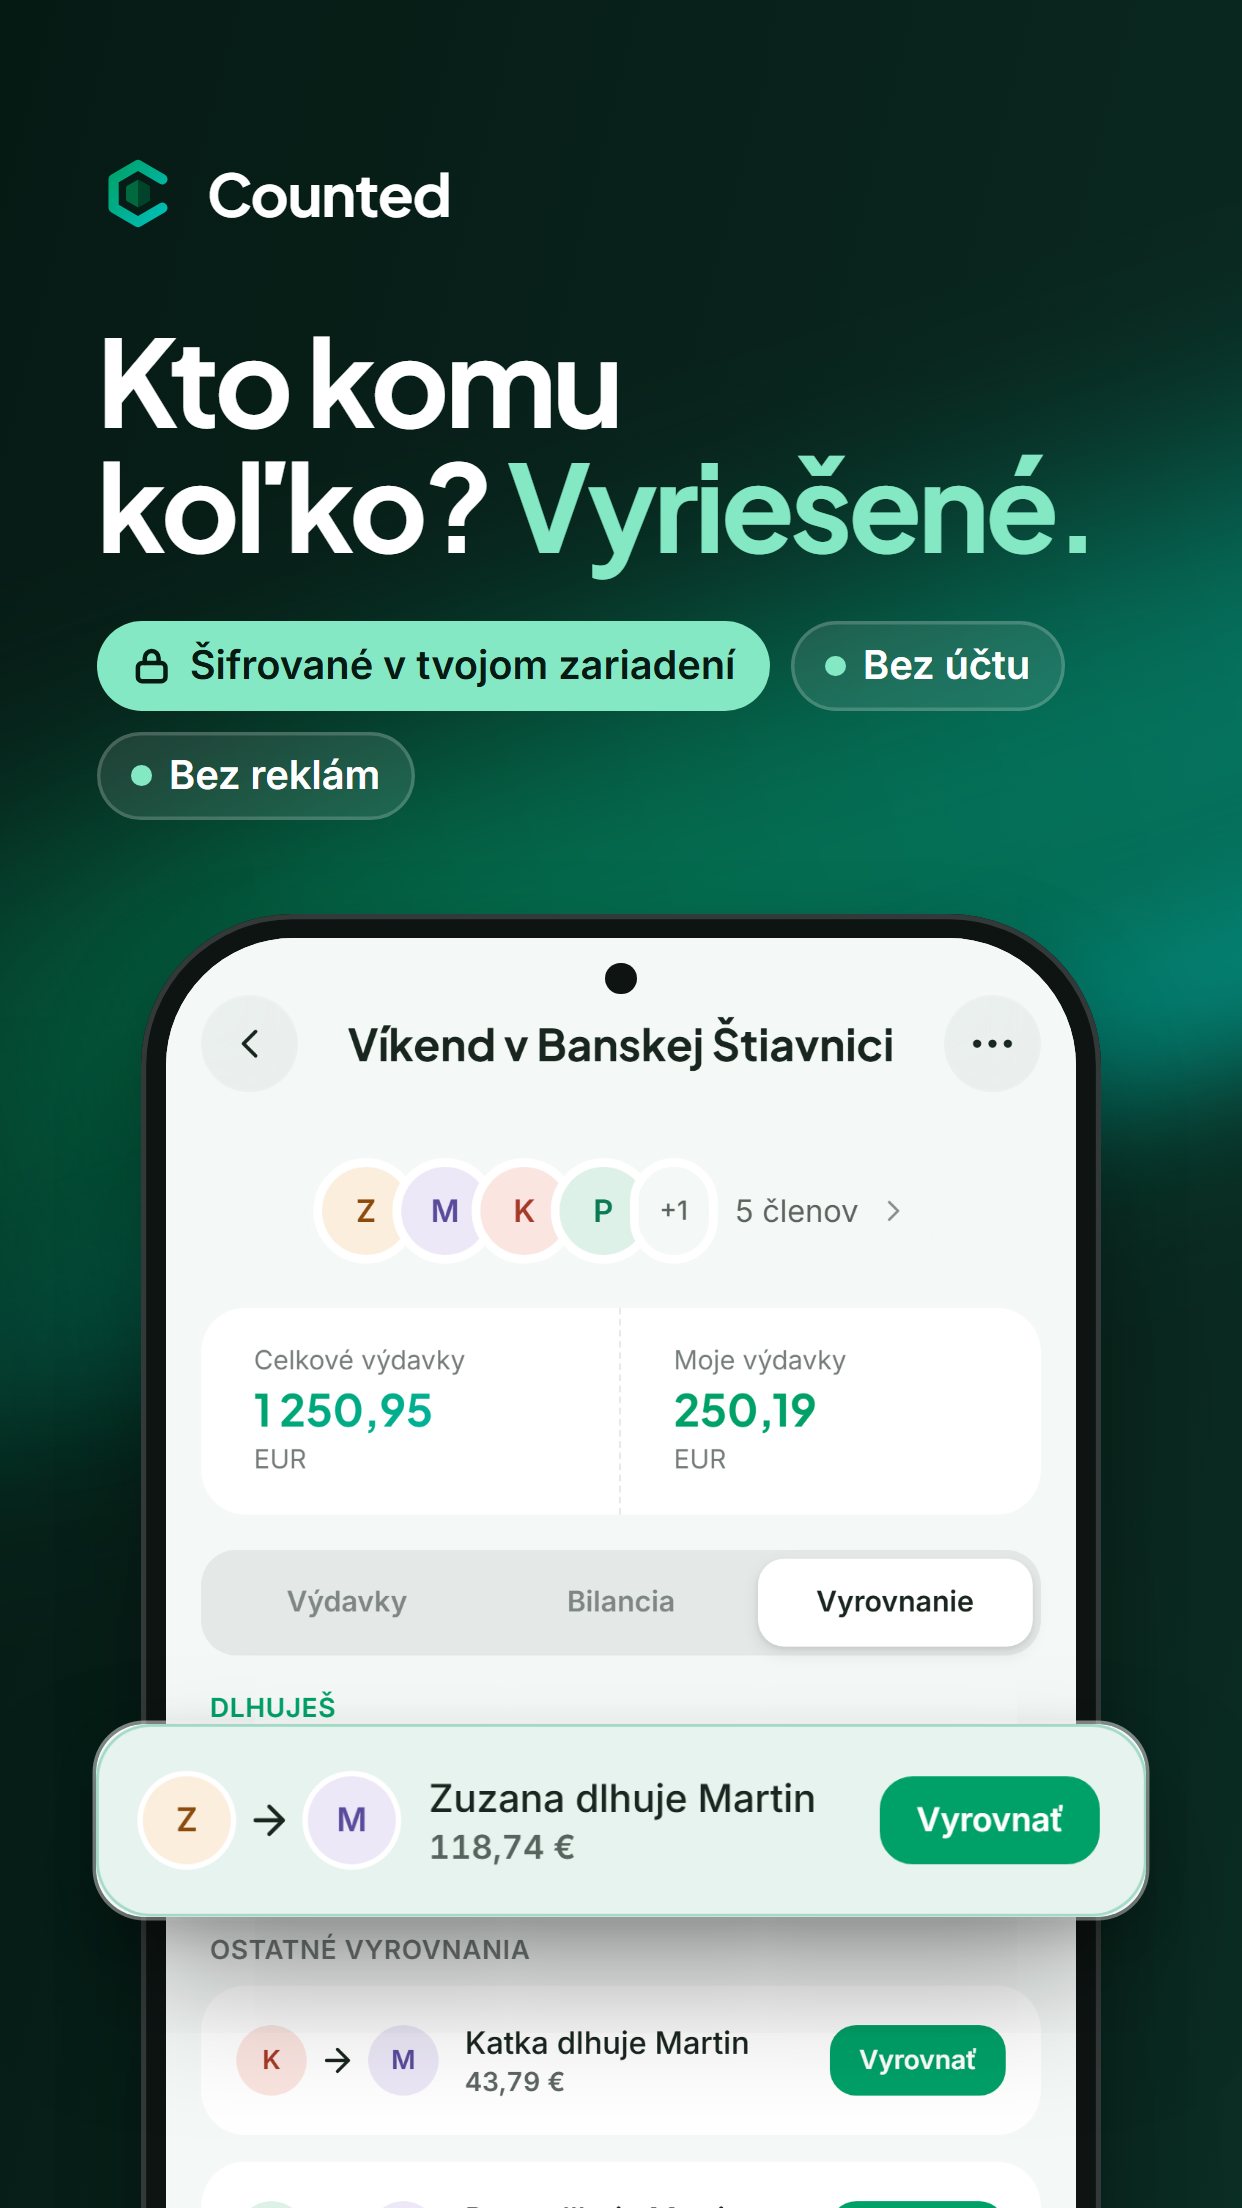 Counted
Kto komu
koľko? Vyriešené.
Šifrované v tvojom zariadení
Bez účtu
Bez reklám
Víkend v Banskej Štiavnici
Z M K P +1 5 členov
Celkové výdavky
1 250,95
EUR
Moje výdavky
250,19
EUR
Výdavky Bilancia Vyrovnanie
DLHUJEŠ
Z M Zuzana dlhuje Martin
118,74 €
Vyrovnať
OSTATNÉ VYROVNANIA
K M Katka dlhuje Martin
43,79 €
Vyrovnať